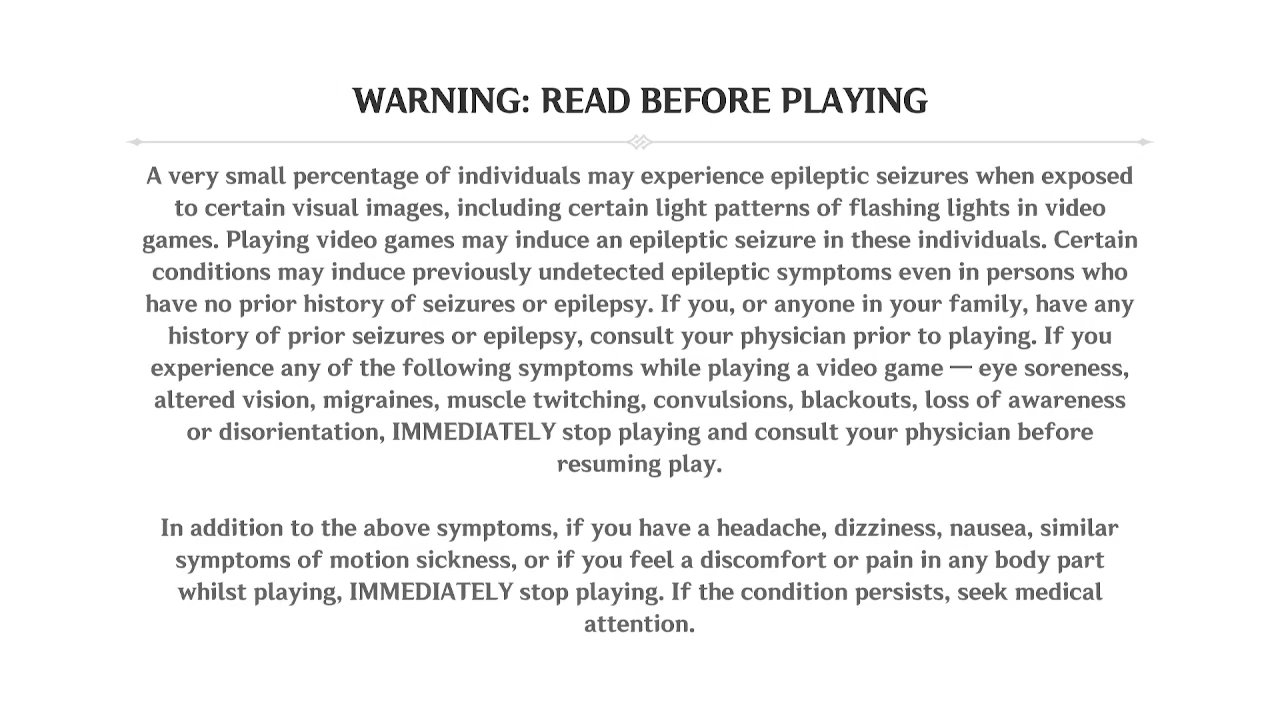 WARNING: READ BEFORE PLAYING
A very small percentage of individuals may experience epileptic seizures when exposed
to certain visual images, including certain light patterns of flashing lights in video
games. Playing video games may induce an epileptic seizure in these individuals. Certain
conditions may induce previously undetected epileptic symptoms even in persons who
have no prior history of seizures or epilepsy. If you, or anyone in your family, have any
history of prior seizures or epilepsy, consult your physician prior to playing. If you
experience any of the following symptoms while playing a video game — eye soreness,
altered vision, migraines, muscle twitching, convulsions, blackouts, loss of awareness
or disorientation, IMMEDIATELY stop playing and consult your physician before
resuming play.
In addition to the above symptoms, if you have a headache, dizziness, nausea, similar
symptoms of motion sickness, or if you feel a discomfort or pain in any body part
whilst playing, IMMEDIATELY stop playing. If the condition persists, seek medical
attention.